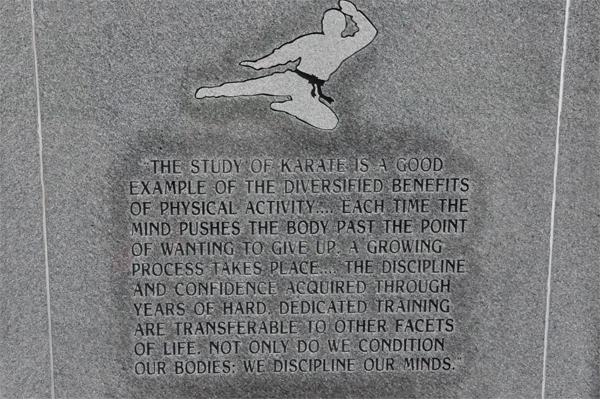 "THE STUDY OF KARATE IS A GOOD
EXAMPLE OF THE DIVERSIFIED BENEFITS
OF PHYSICAL ACTIVITY.... EACH TIME THE
MIND PUSHES THE BODY PAST THE POINT
OF WANTING TO GIVE UP, A GROWING
PROCESS TAKES PLACE.... THE DISCIPLINE
AND CONFIDENCE ACQUIRED THROUGH
YEARS OF HARD, DEDICATED TRAINING
ARE TRANSFERABLE TO OTHER FACETS
OF LIFE. NOT ONLY DO WE CONDITION
OUR BODIES; WE DISCIPLINE OUR MINDS."